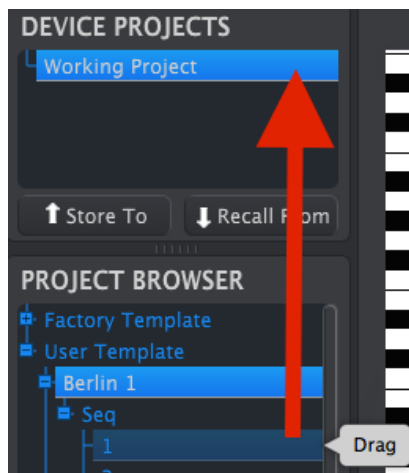 DEVICE PROJECTS
Working Project
Store To Recall From
PROJECT BROWSER
Factory Template
User Template
Berlin 1
Seq
1
Drag